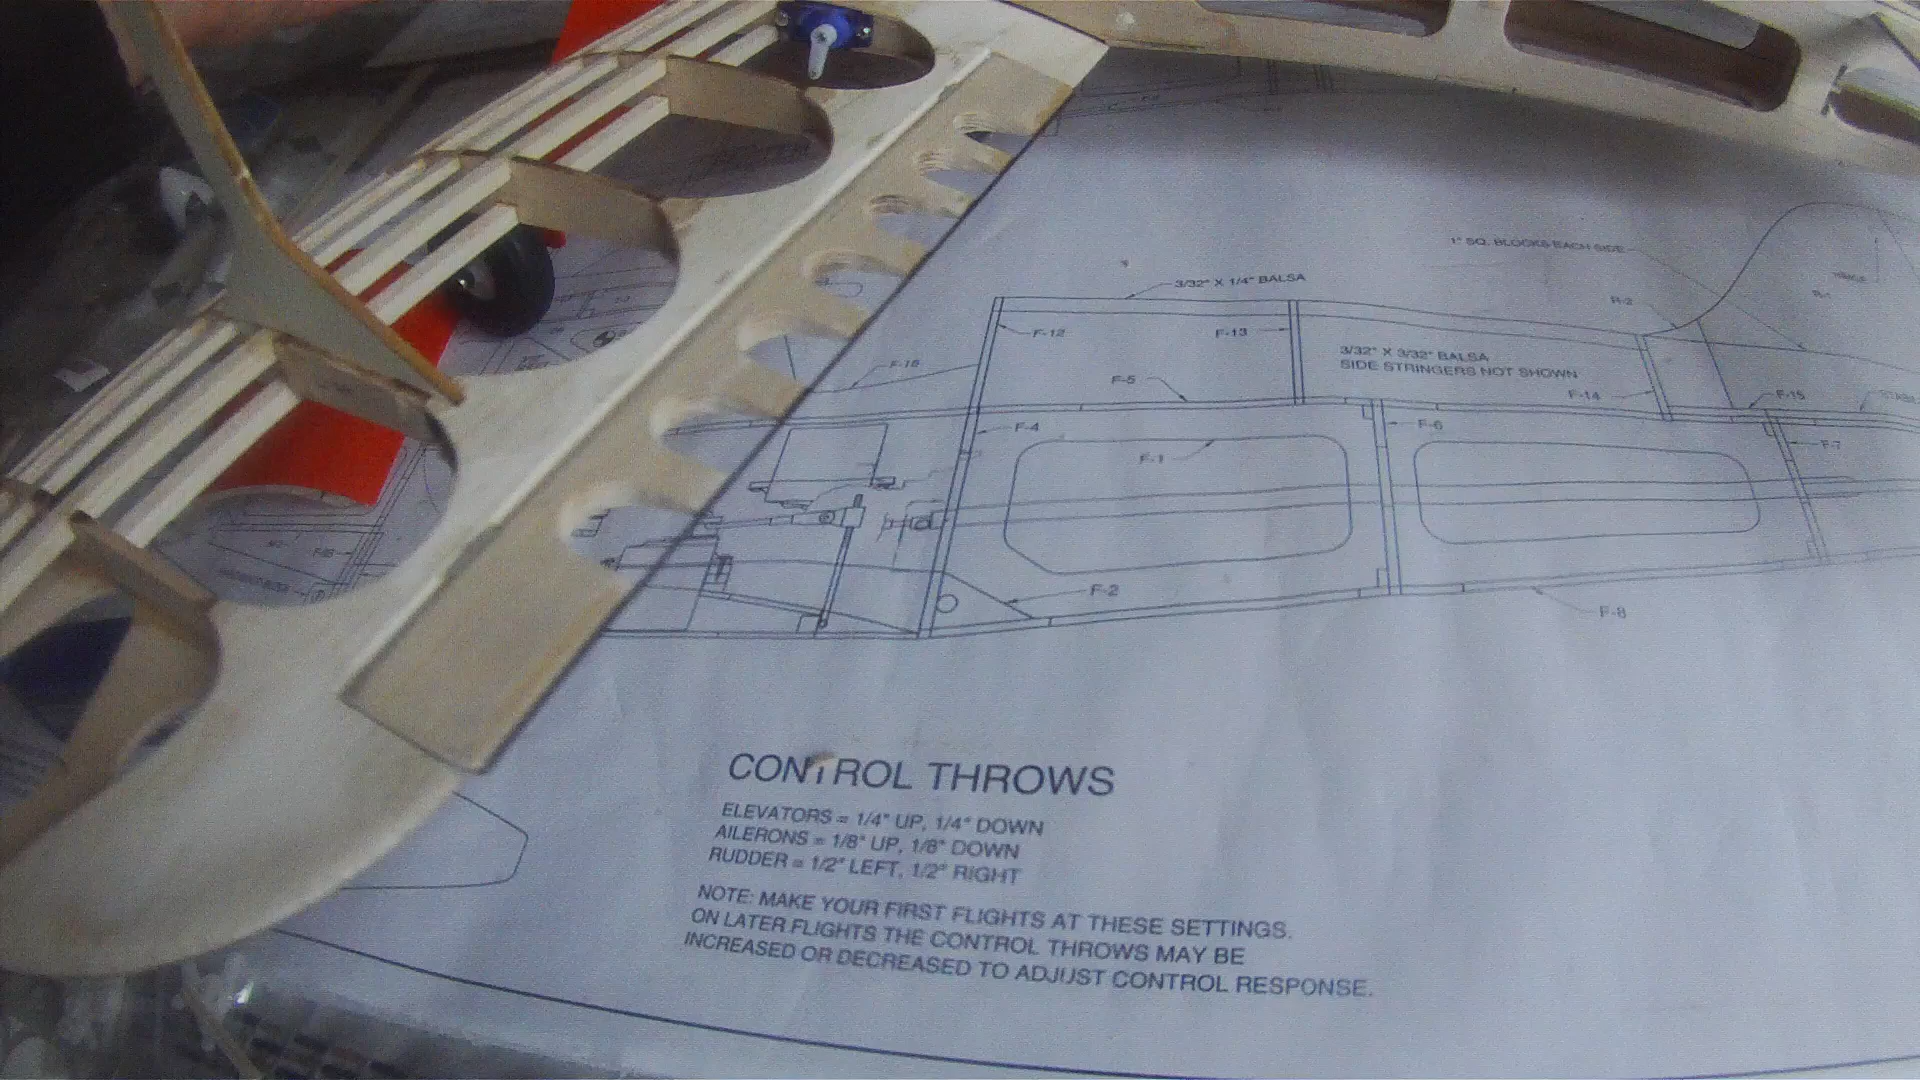 1" SQ. BLOCKS EACH SIDE
3/32" X 1/4" BALSA
R-2
R-1
F-12
F-13
3/32" X 3/32" BALSA
SIDE STRINGERS NOT SHOWN
F-16
F-5
F-14
F-15
F-4
F-6
F-1
F-7
F-2
F-8
CONTROL THROWS
ELEVATORS = 1/4" UP, 1/4" DOWN
AILERONS = 1/8" UP, 1/8" DOWN
RUDDER = 1/2" LEFT, 1/2" RIGHT
NOTE: MAKE YOUR FIRST FLIGHTS AT THESE SETTINGS.
ON LATER FLIGHTS THE CONTROL THROWS MAY BE
INCREASED OR DECREASED TO ADJUST CONTROL RESPONSE.